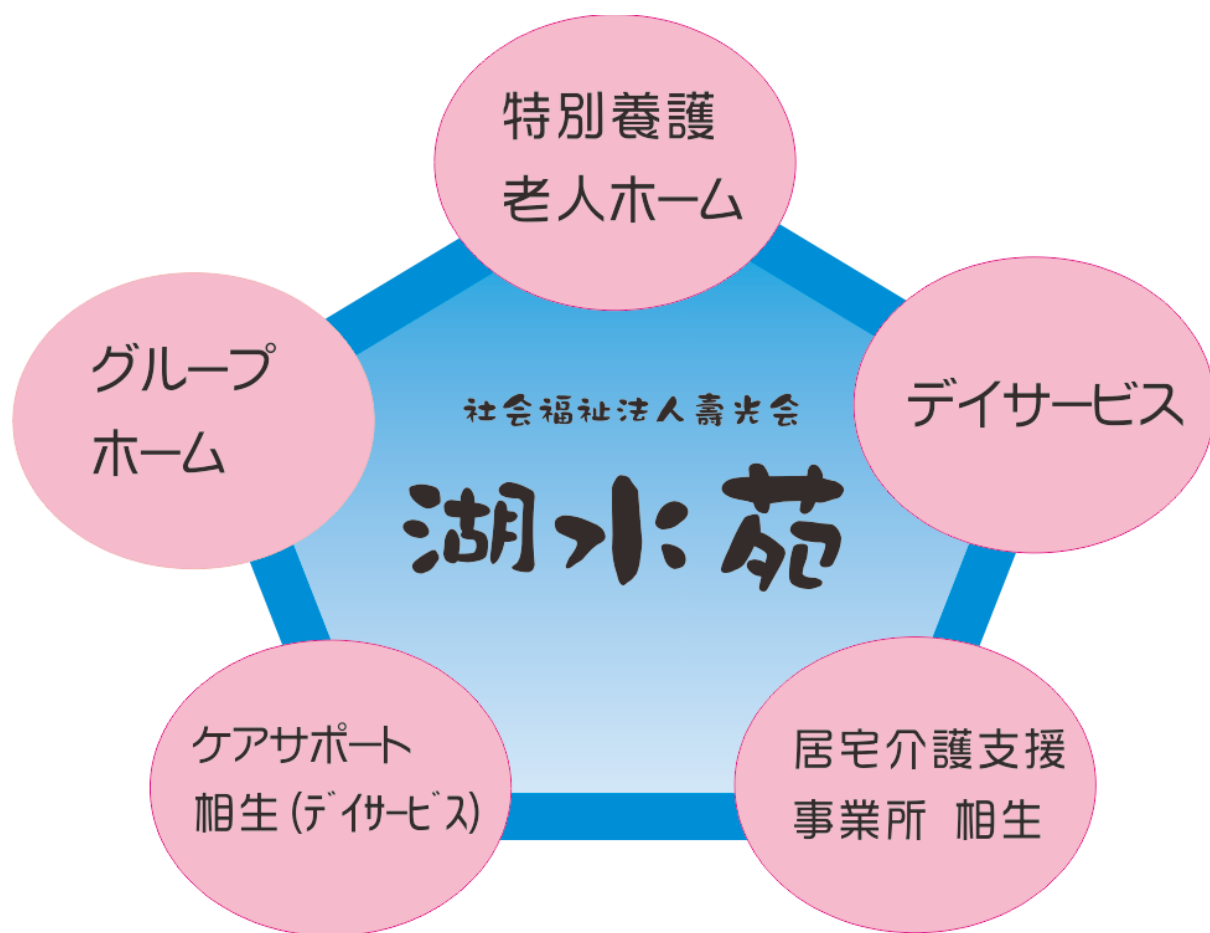 特別養護
老人ホーム
グループ
ホーム
デイサービス
社会福祉法人壽光会
湖水苑
ケアサポート
相生(ﾃﾞｲｻｰﾋﾞｽ)
居宅介護支援
事業所 相生